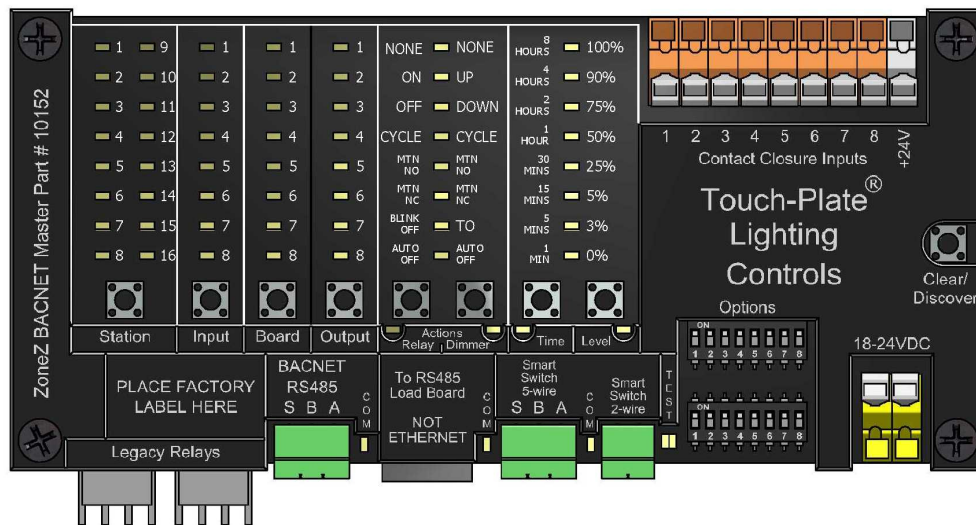 ZoneZ BACNET Master Part # 10152
1 9 1 1 1 NONE NONE 8 HOURS 100%
2 10 2 2 2 ON UP 4 HOURS 90%
3 11 3 3 3 OFF DOWN 2 HOURS 75%
4 12 4 4 4 CYCLE CYCLE 1 HOUR 50%
5 13 5 5 5 MTN NO MTN NO 30 MINS 25%
6 14 6 6 6 MTN NC MTN NC 15 MINS 5%
7 15 7 7 7 BLINK OFF TO 5 MINS 3%
8 16 8 8 8 AUTO OFF AUTO OFF 1 MIN 0%
Station Input Board Output Actions Relay Dimmer Time Level
1 2 3 4 5 6 7 8 +24V
Contact Closure Inputs
Touch-Plate®
Lighting
Controls
Clear/
Discover
Options
ON
1 2 3 4 5 6 7 8
ON
1 2 3 4 5 6 7 8
18-24VDC
PLACE FACTORY
LABEL HERE
Legacy Relays
BACNET
RS485
S B A
COM
To RS485
Load Board
NOT
ETHERNET
COM
Smart
Switch
5-wire
S B A
COM
Smart
Switch
2-wire
TEST